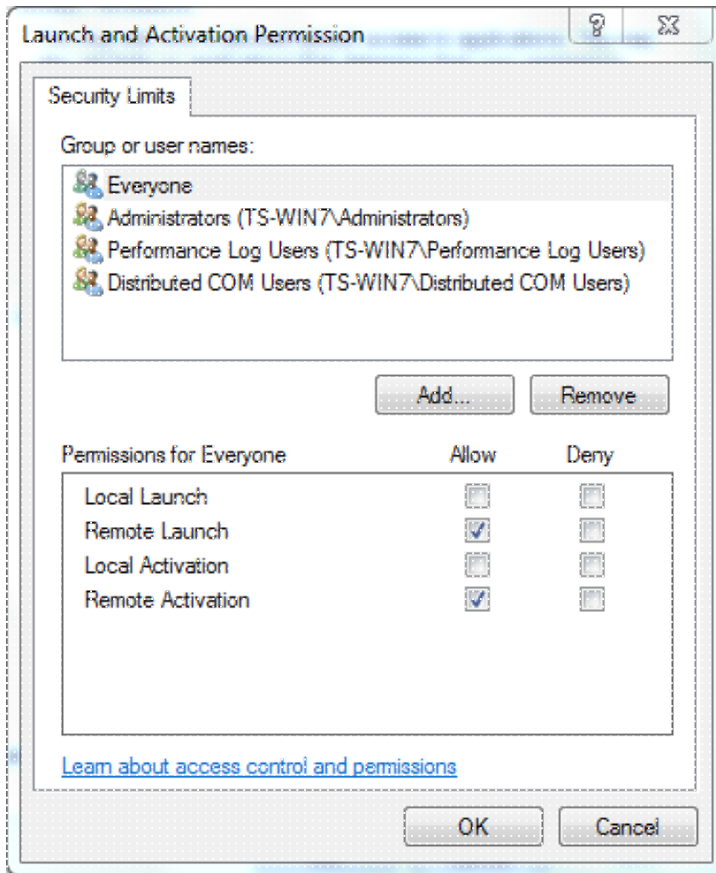 Launch and Activation Permission
Security Limits
Group or user names:
Everyone
Administrators (TS-WIN7\Administrators)
Performance Log Users (TS-WIN7\Performance Log Users)
Distributed COM Users (TS-WIN7\Distributed COM Users)
Add... Remove
Permissions for Everyone Allow Deny
Local Launch
Remote Launch
Local Activation
Remote Activation
Learn about access control and permissions
OK Cancel